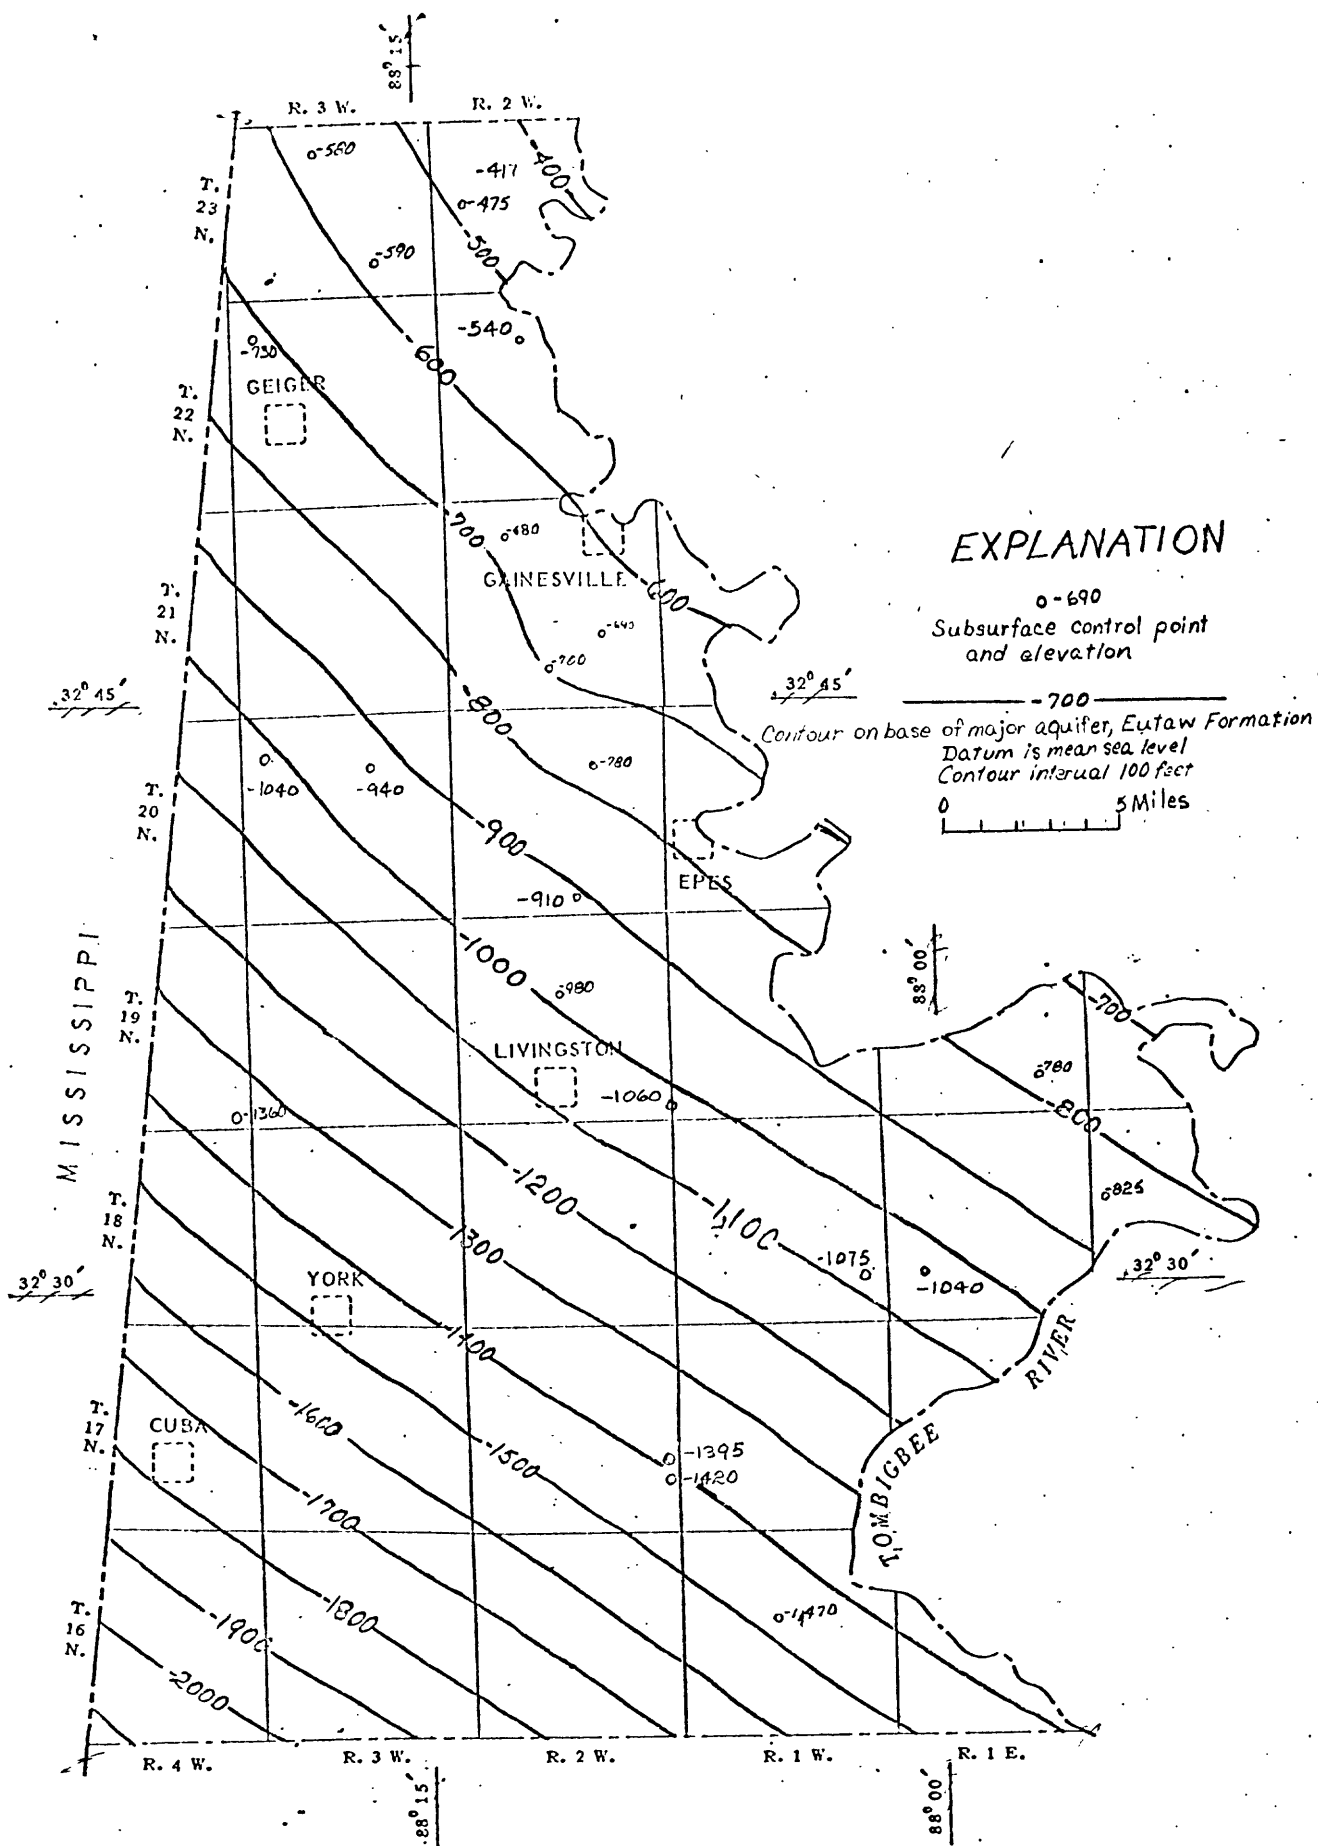 88° 15′
R. 3 W.
R. 2 W.
-580
-417
-400
-475
T.
23
N.
-590
-500
-540
-730
-600
GEIGER
T.
22
N.
-700
-480
GAINESVILLE
EXPLANATION
o-690
Subsurface control point
and elevation
-600
T.
21
N.
-640
-700
32° 45′
32° 45′
-700
Contour on base of major aquifer, Eutaw Formation
Datum is mean sea level
Contour interval 100 feet
0 5 Miles
-800
-780
-1040
-940
T.
20
N.
-900
EPES
-910
-1000
88° 00′
-980
-700
MISSISSIPPI
T.
19
N.
LIVINGSTON
-780
-1060
-800
-1360
-1200
-825
T.
18
N.
-1100
-1300
-1075
-1040
32° 30′
32° 30′
YORK
-1400
TOMBIGBEE RIVER
-1600
T.
17
N.
CUBA
-1500
-1395
-1420
-1700
T.
16
N.
-1800
-1470
-1900
-2000
R. 4 W.
R. 3 W.
R. 2 W.
R. 1 W.
R. 1 E.
88° 15′
88° 00′